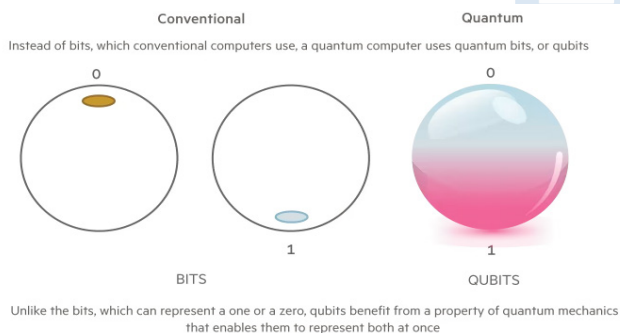 Conventional
Quantum
Instead of bits, which conventional computers use, a quantum computer uses quantum bits, or qubits
0
0
1
1
BITS
QUBITS
Unlike the bits, which can represent a one or a zero, qubits benefit from a property of quantum mechanics
that enables them to represent both at once